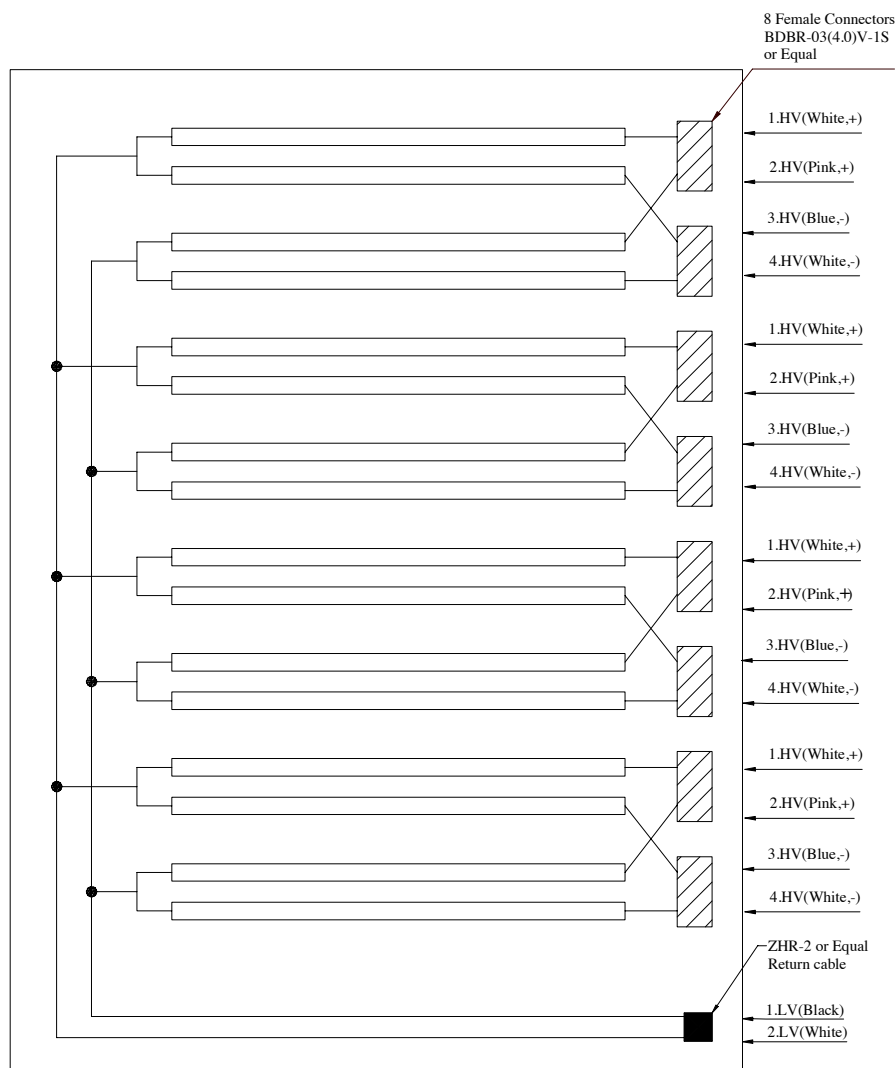 8 Female Connectors
BDBR-03(4.0)V-1S
or Equal
1.HV(White,+)
2.HV(Pink,+)
3.HV(Blue,-)
4.HV(White,-)
1.HV(White,+)
2.HV(Pink,+)
3.HV(Blue,-)
4.HV(White,-)
1.HV(White,+)
2.HV(Pink,+)
3.HV(Blue,-)
4.HV(White,-)
1.HV(White,+)
2.HV(Pink,+)
3.HV(Blue,-)
4.HV(White,-)
ZHR-2 or Equal
Return cable
1.LV(Black)
2.LV(White)